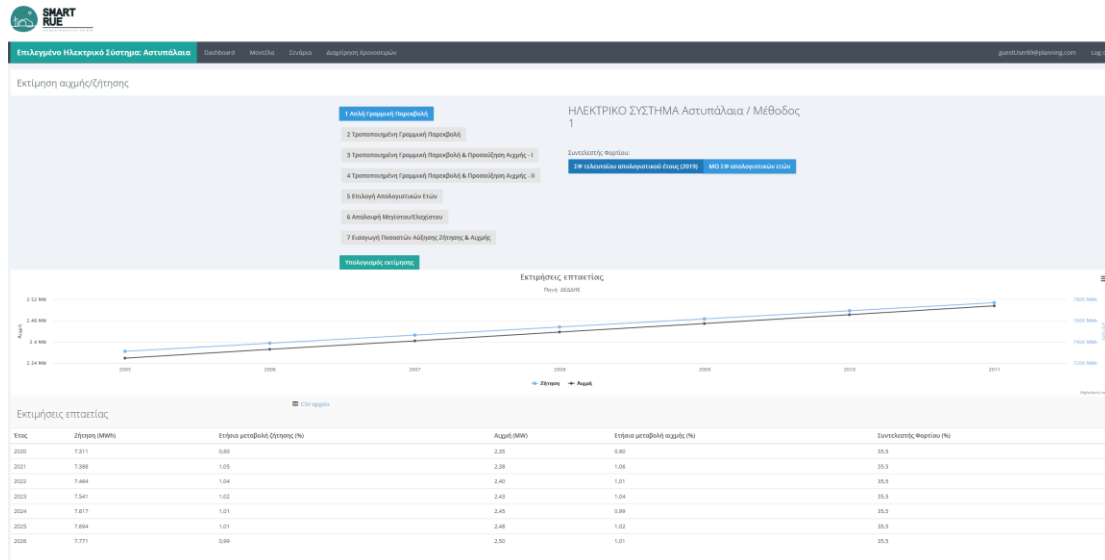 SMART
RUE
Επιλεγμένο Ηλεκτρικό Σύστημα: Αστυπάλαια Dashboard Μοντέλα Σενάρια Διαχείριση Χρονοσειρών guestUser99@planning.com Log
Εκτίμηση αιχμής/ζήτησης
1 Απλή Γραμμική Παρεκβολή
2 Τροποποιημένη Γραμμική Παρεκβολή
3 Τροποποιημένη Γραμμική Παρεκβολή & Προσαύξηση Αιχμής - I
4 Τροποποιημένη Γραμμική Παρεκβολή & Προσαύξηση Αιχμής - II
5 Επιλογή Απολογιστικών Ετών
6 Απαλοιφή Μεγίστου/Ελαχίστου
7 Εισαγωγή Ποσοστών Αύξησης Ζήτησης & Αιχμής
Υπολογισμός εκτίμησης
ΗΛΕΚΤΡΙΚΟ ΣΥΣΤΗΜΑ Αστυπάλαια / Μέθοδος
1
Συντελεστής Φορτίου:
ΣΦ τελευταίου απολογιστικού έτους (2019) ΜΟ ΣΦ απολογιστικών ετών
Εκτιμήσεις επταετίας
Πηγή: ΔΕΔΔΗΕ
2.52 MW
2.46 MW
2.4 MW
2.34 MW
Αιχμή
7800 MWh
7600 MWh
7400 MWh
7200 MWh
2005 2006 2007 2008 2009 2010 2011
Ζήτηση Αιχμή
CSV αρχείο
Εκτιμήσεις επταετίας
Έτος Ζήτηση (MWh) Ετήσια μεταβολή ζήτησης (%) Αιχμή (MW) Ετήσια μεταβολή αιχμής (%) Συντελεστής Φορτίου (%)
2020 7.311 0,60 2,35 0,60 35,5
2021 7.388 1,05 2,38 1,06 35,5
2022 7.464 1,04 2,40 1,01 35,5
2023 7.541 1,02 2,43 1,04 35,5
2024 7.617 1,01 2,45 0,99 35,5
2025 7.694 1,01 2,48 1,02 35,5
2026 7.771 0,99 2,50 1,01 35,5